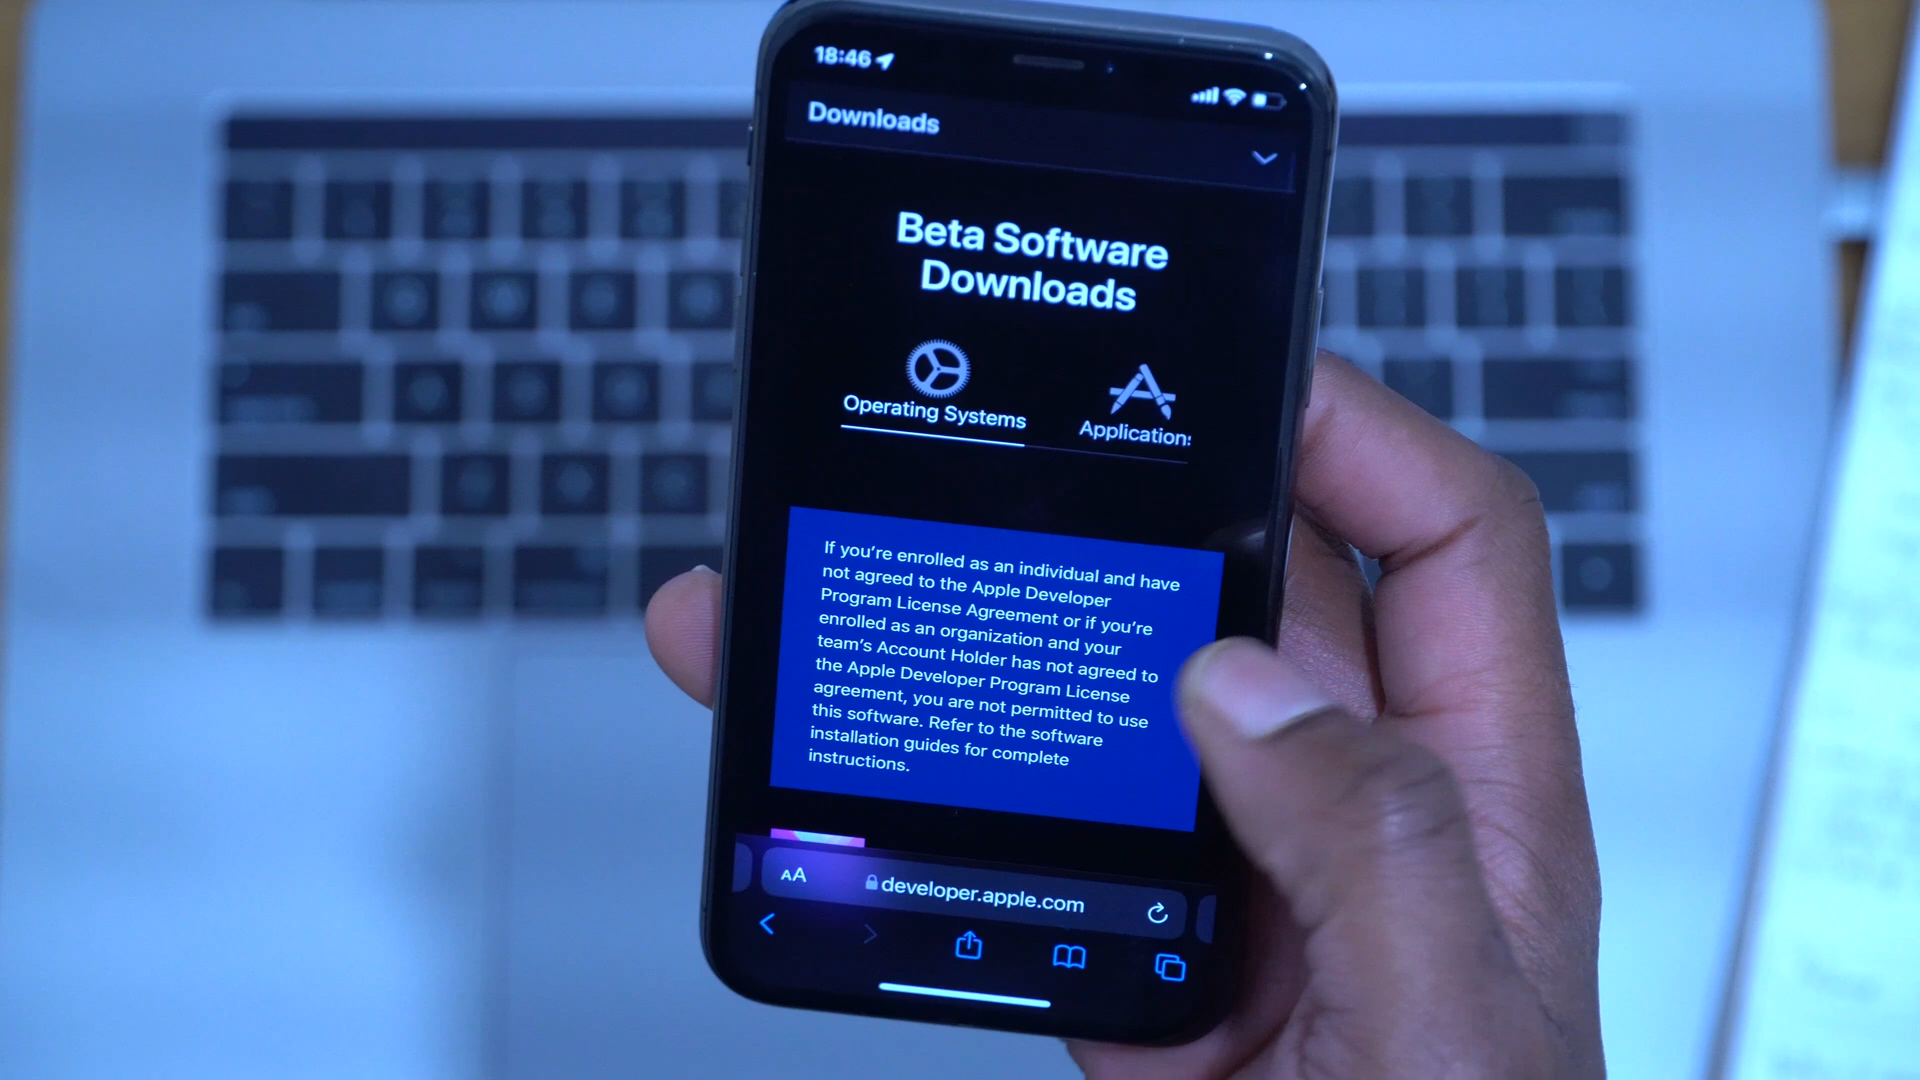 18:46
Downloads
Beta Software
Downloads
Operating Systems
Application
If you're enrolled as an individual and have
not agreed to the Apple Developer
Program License Agreement or if you're
enrolled as an organization and your
team's Account Holder has not agreed to
the Apple Developer Program License
agreement, you are not permitted to use
this software. Refer to the software
installation guides for complete
instructions.
AA
developer.apple.com